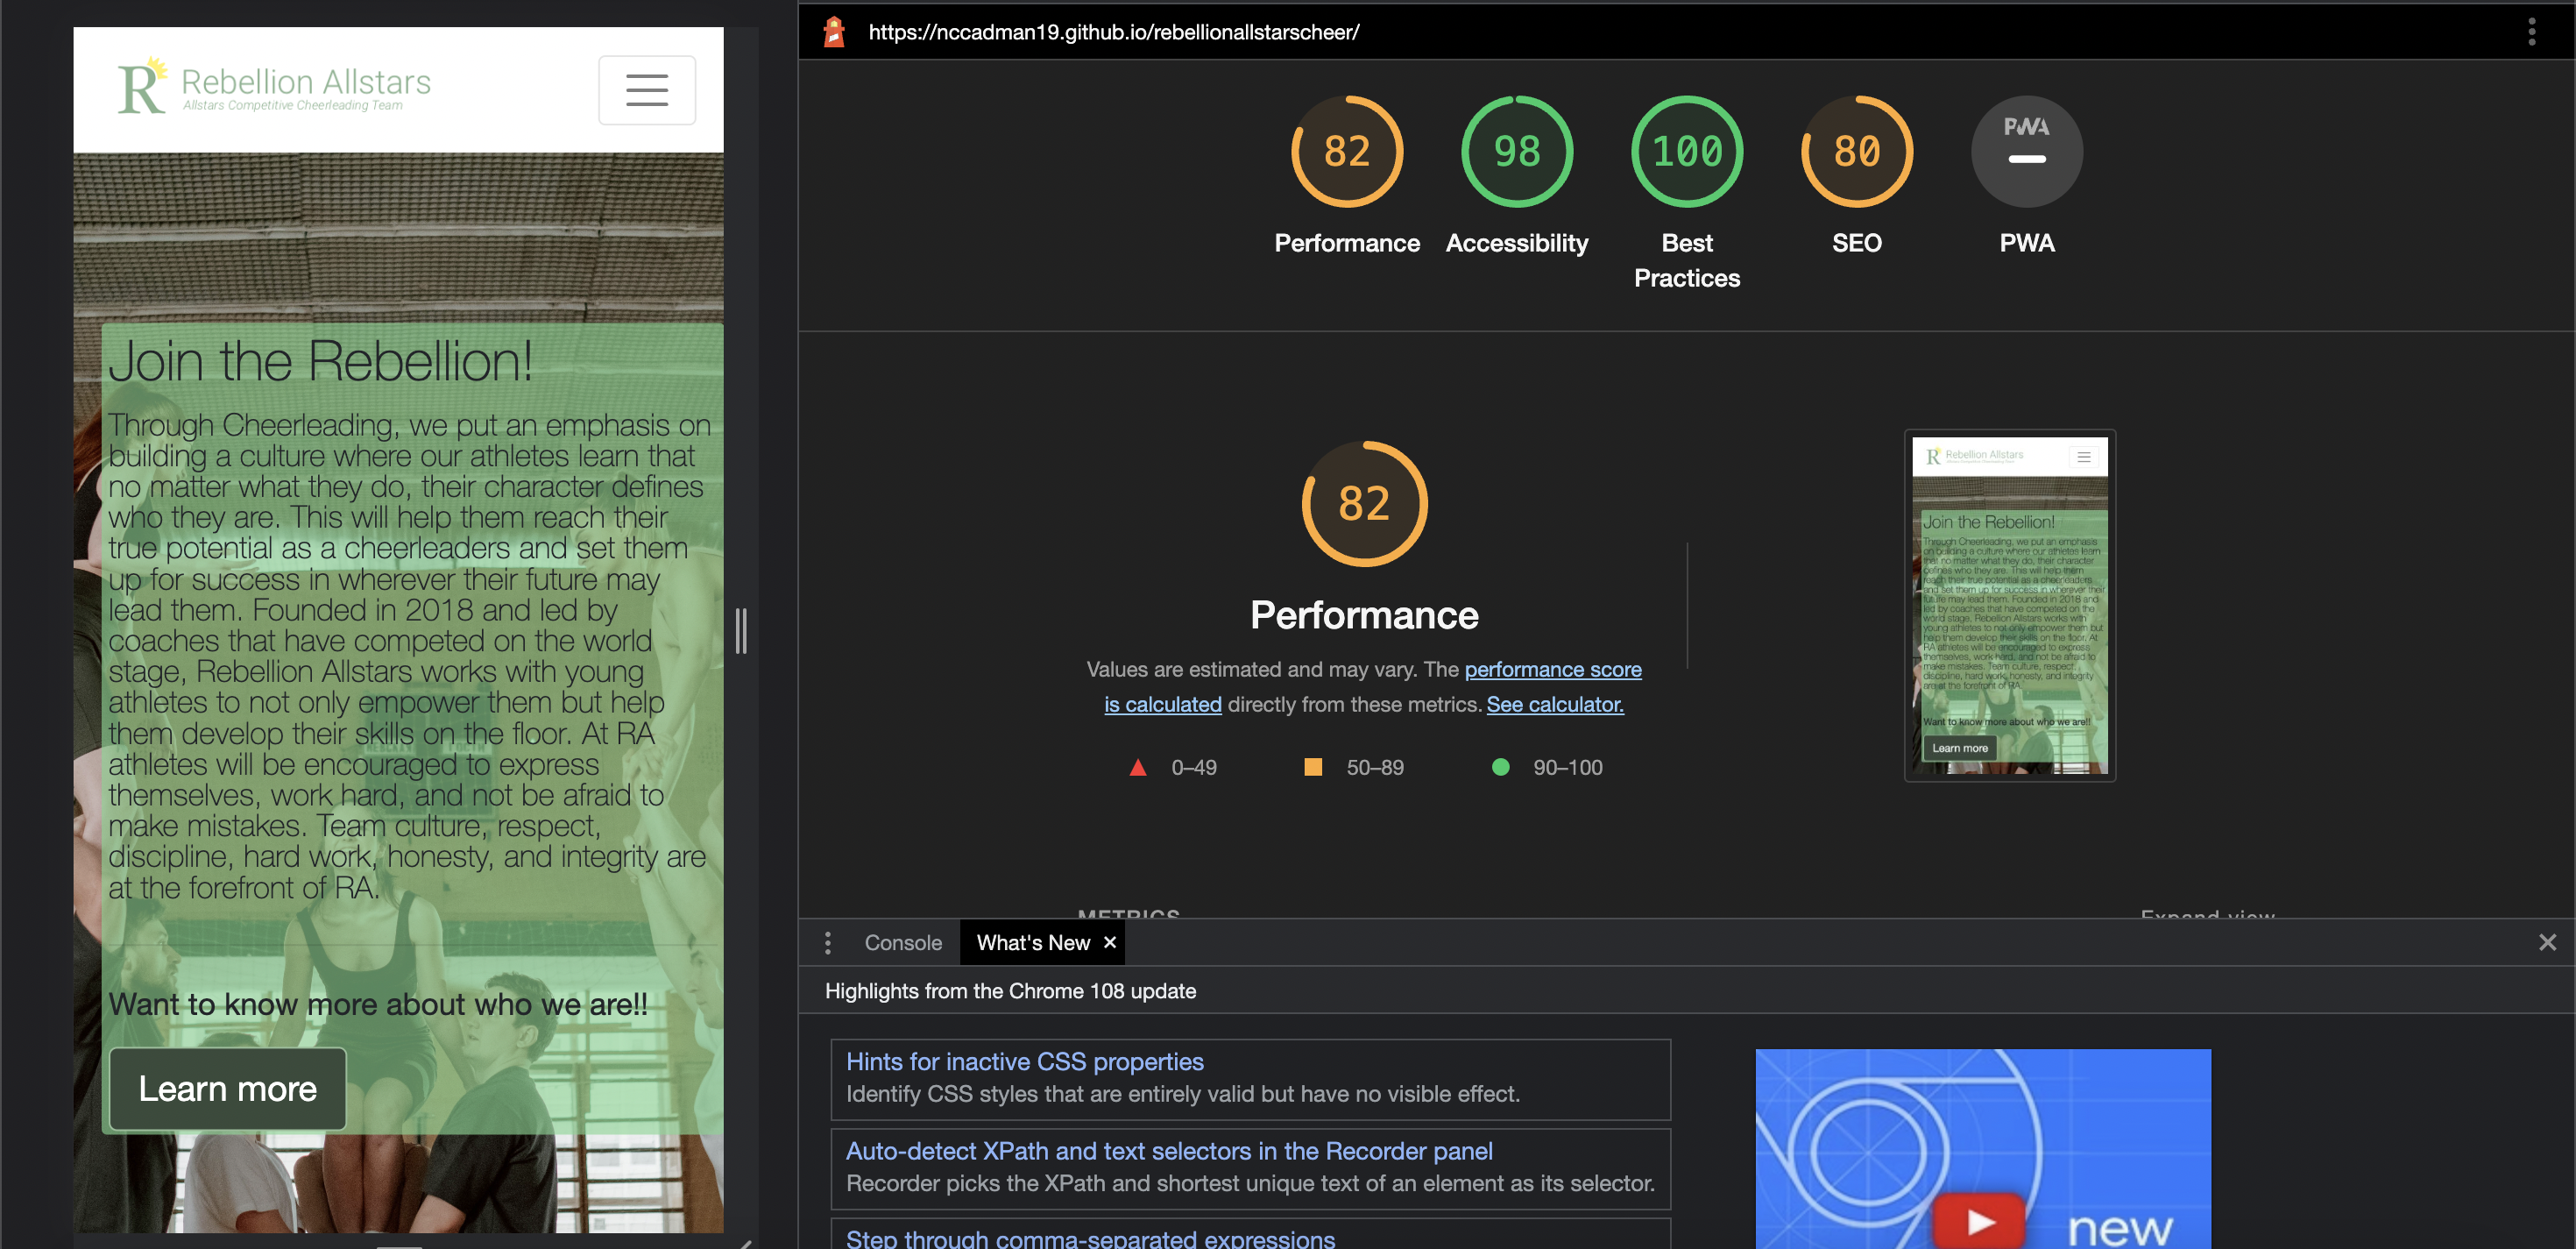 R Rebellion Allstars
Allstars Competitive Cheerleading Team
Join the Rebellion!
Through Cheerleading, we put an emphasis on
building a culture where our athletes learn that
no matter what they do, their character defines
who they are. This will help them reach their
true potential as a cheerleaders and set them
up for success in wherever their future may
lead them. Founded in 2018 and led by
coaches that have competed on the world
stage, Rebellion Allstars works with young
athletes to not only empower them but help
them develop their skills on the floor. At RA
athletes will be encouraged to express
themselves, work hard, and not be afraid to
make mistakes. Team culture, respect,
discipline, hard work, honesty, and integrity are
at the forefront of RA.
Want to know more about who we are!!
Learn more
https://nccadman19.github.io/rebellionallstarscheer/
82
98
100
80
PWA
Performance
Accessibility
Best
Practices
SEO
PWA
82
Performance
Values are estimated and may vary. The performance score
is calculated directly from these metrics. See calculator.
0–49
50–89
90–100
R Rebellion Allstars
Join the Rebellion!
Through Cheerleading, we put an emphasis
on building a culture where our athletes learn
that no matter what they do, their character
defines who they are. This will help them
reach their true potential as a cheerleaders
and set them up for success in wherever their
future may lead them. Founded in 2018 and
led by coaches that have competed on the
world stage, Rebellion Allstars works with
young athletes to not only empower them but
help them develop their skills on the floor. At
RA athletes will be encouraged to express
themselves, work hard, and not be afraid to
make mistakes. Team culture, respect,
discipline, hard work, honesty, and integrity
are at the forefront of RA.
Want to know more about who we are!!
Learn more
METRICS
Expand view
Console
What's New
Highlights from the Chrome 108 update
Hints for inactive CSS properties
Identify CSS styles that are entirely valid but have no visible effect.
Auto-detect XPath and text selectors in the Recorder panel
Recorder picks the XPath and shortest unique text of an element as its selector.
Step through comma-separated expressions
new